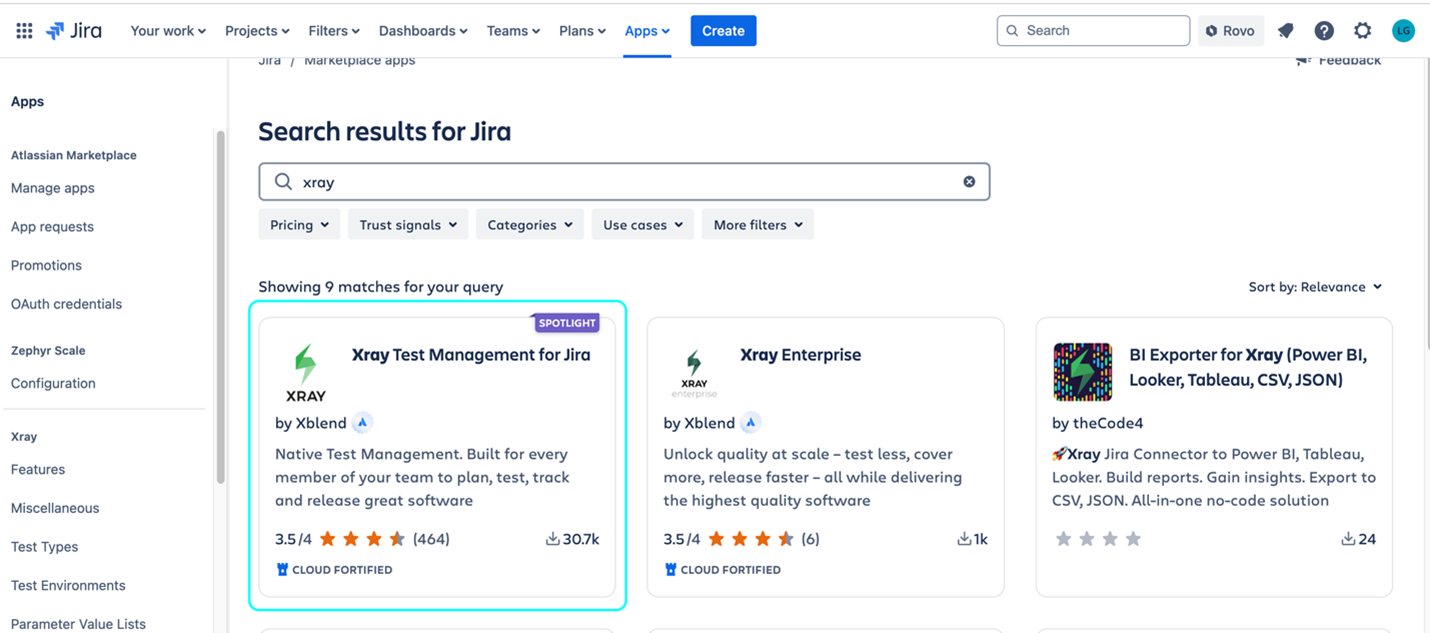 Jira
Your work
Projects
Filters
Dashboards
Teams
Plans
Apps
Create
Search
Rovo
LG
Jira / Marketplace apps
Feedback
Apps
Atlassian Marketplace
Manage apps
App requests
Promotions
OAuth credentials
Zephyr Scale
Configuration
Xray
Features
Miscellaneous
Test Types
Test Environments
Parameter Value Lists
Search results for Jira
xray
Pricing
Trust signals
Categories
Use cases
More filters
Showing 9 matches for your query
Sort by: Relevance
SPOTLIGHT
XRAY
Xray Test Management for Jira
by Xblend
Native Test Management. Built for every
member of your team to plan, test, track
and release great software
3.5/4 (464) 30.7k
CLOUD FORTIFIED
XRAY
enterprise
Xray Enterprise
by Xblend
Unlock quality at scale – test less, cover
more, release faster – all while delivering
the highest quality software
3.5/4 (6) 1k
CLOUD FORTIFIED
BI Exporter for Xray (Power BI,
Looker, Tableau, CSV, JSON)
by theCode4
🚀Xray Jira Connector to Power BI, Tableau,
Looker. Build reports. Gain insights. Export to
CSV, JSON. All-in-one no-code solution
24